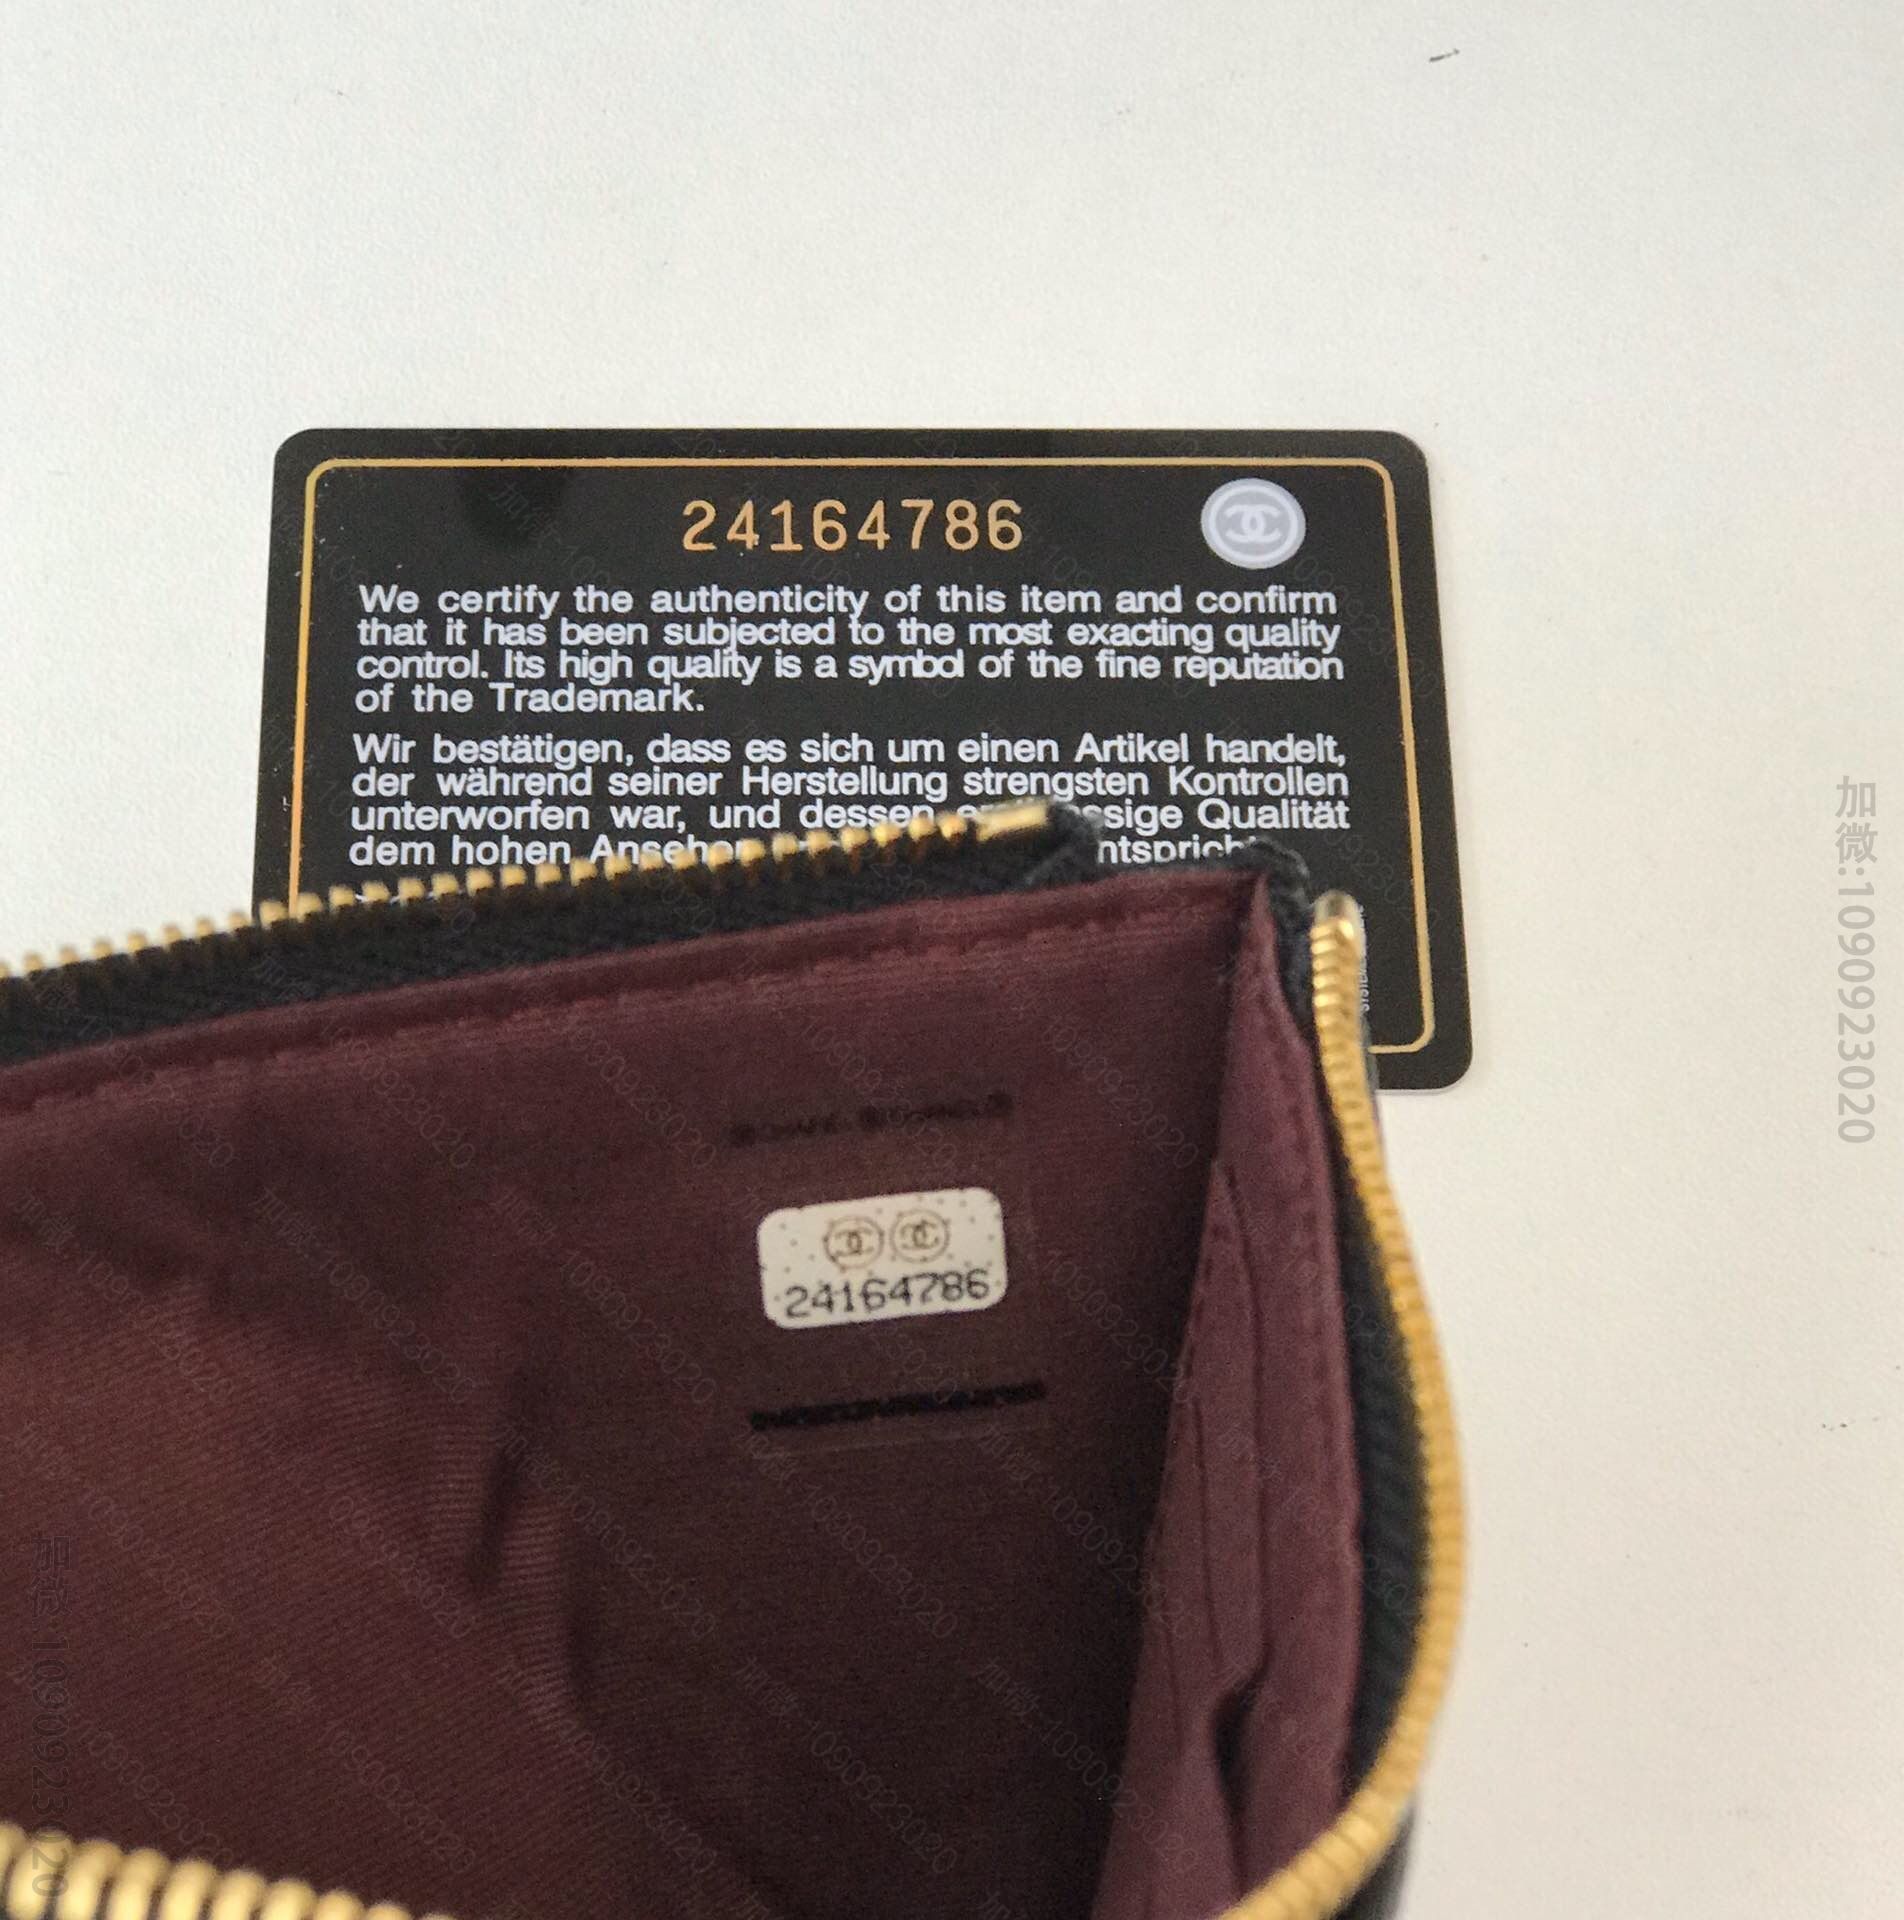 24164786
We certify the authenticity of this item and confirm
that it has been subjected to the most exacting quality
control. Its high quality is a symbol of the fine reputation
of the Trademark.
Wir bestätigen, dass es sich um einen Artikel handelt,
der während seiner Herstellung strengsten Kontrollen
unterworfen war, und dessen
dem hohen Qualität
24164786
加微:1090923020
加微:1090923020